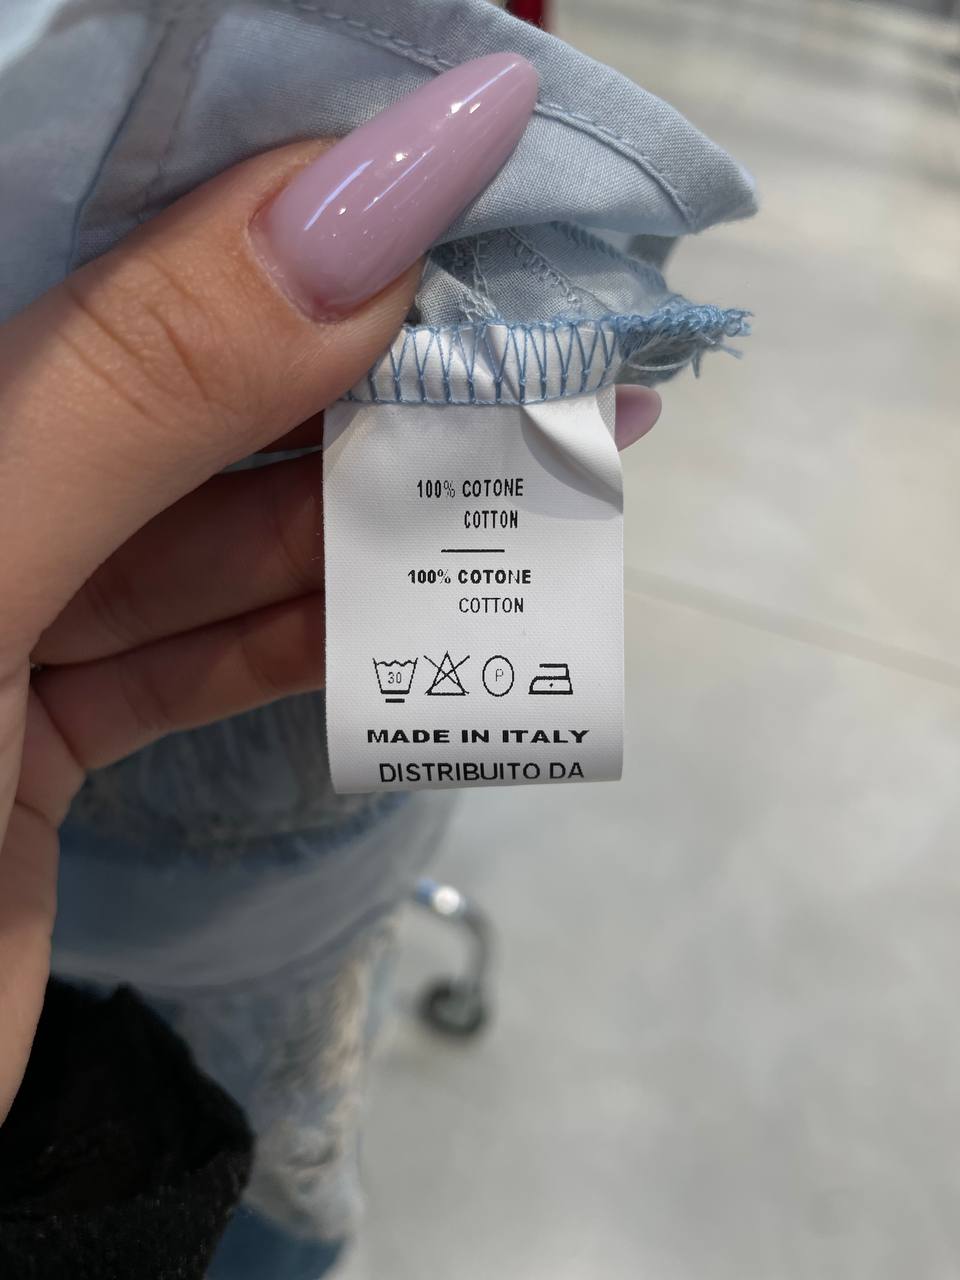 100% COTONE
COTTON
100% COTONE
COTTON
30 P
MADE IN ITALY
DISTRIBUITO DA